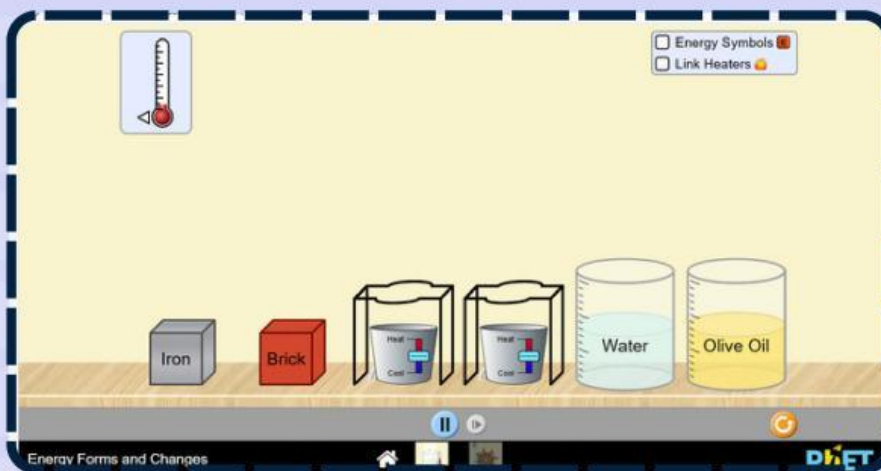 Energy Symbols E
Link Heaters
Iron
Brick
Heat
Cool
Heat
Cool
Water
Olive Oil
Energy Forms and Changes
PhET